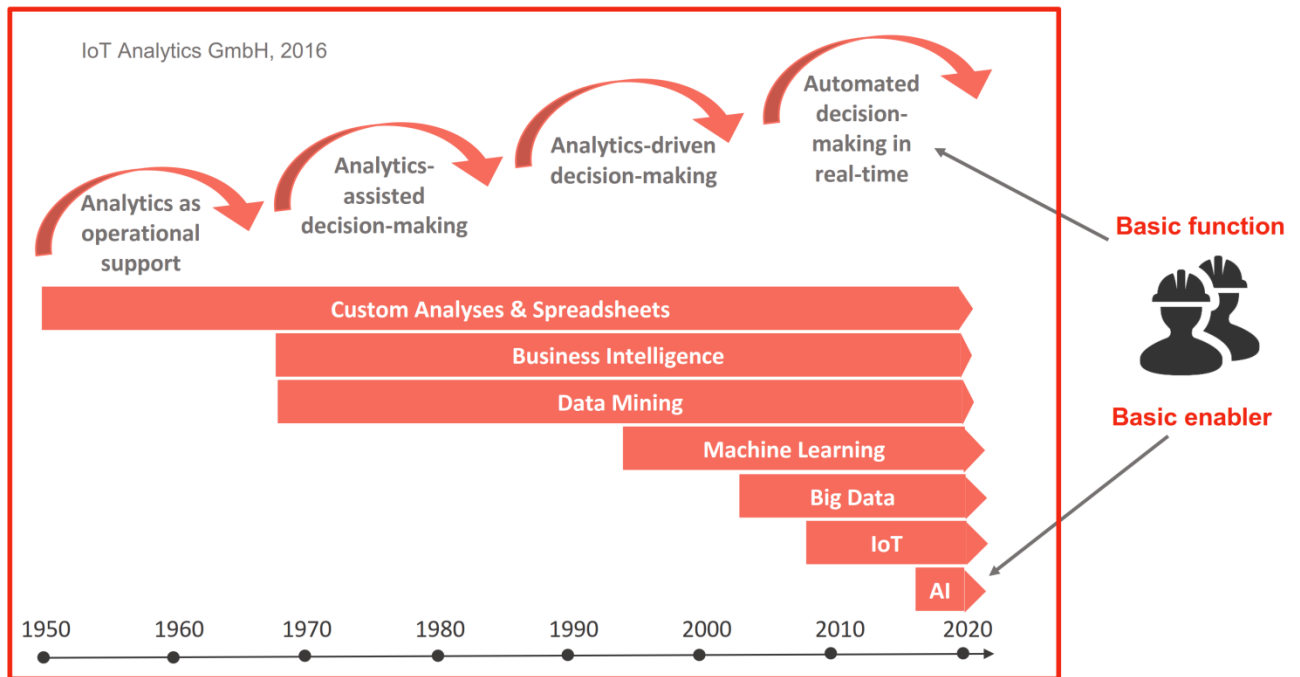 IoT Analytics GmbH, 2016
Analytics as
operational
support
Analytics-
assisted
decision-making
Analytics-driven
decision-making
Automated
decision-
making in
real-time
Basic function
Custom Analyses & Spreadsheets
Business Intelligence
Data Mining
Basic enabler
Machine Learning
Big Data
IoT
AI
1950 1960 1970 1980 1990 2000 2010 2020